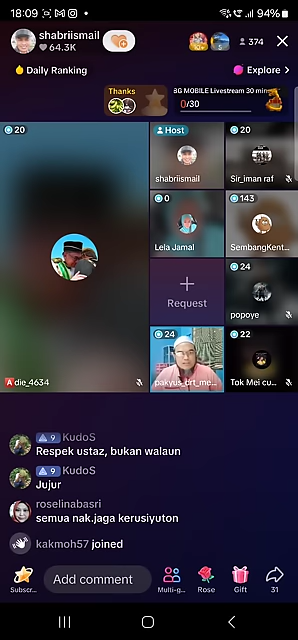 18:09
94%
shabriismail
64.3K
374
Daily Ranking
Explore >
Thanks
BG MOBILE Livestream 30 min
0/30
20
Host
shabriismail
20
Sir_iman raf
0
Lela Jamal
143
SembangKent...
+
Request
24
popoye
A die_4634
24
pakyus_drt_me...
22
Tok Mei cu...
9 KudoS
Respek ustaz, bukan walaun
9 KudoS
Jujur
roselinabasri
semua nak.jaga kerusiyuton
kakmoh57 joined
Subscr...
Add comment
Multi-g...
Rose
Gift
31